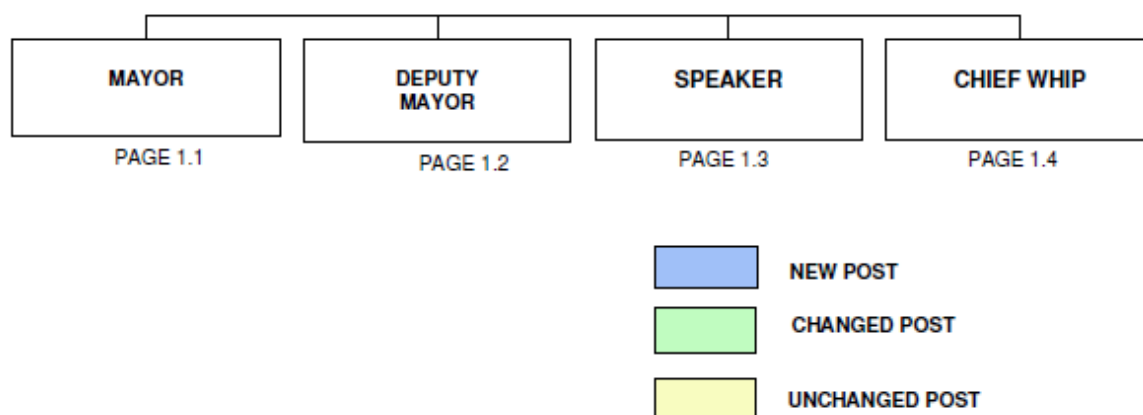 MAYOR
DEPUTY
MAYOR
SPEAKER
CHIEF WHIP
PAGE 1.1
PAGE 1.2
PAGE 1.3
PAGE 1.4
NEW POST
CHANGED POST
UNCHANGED POST